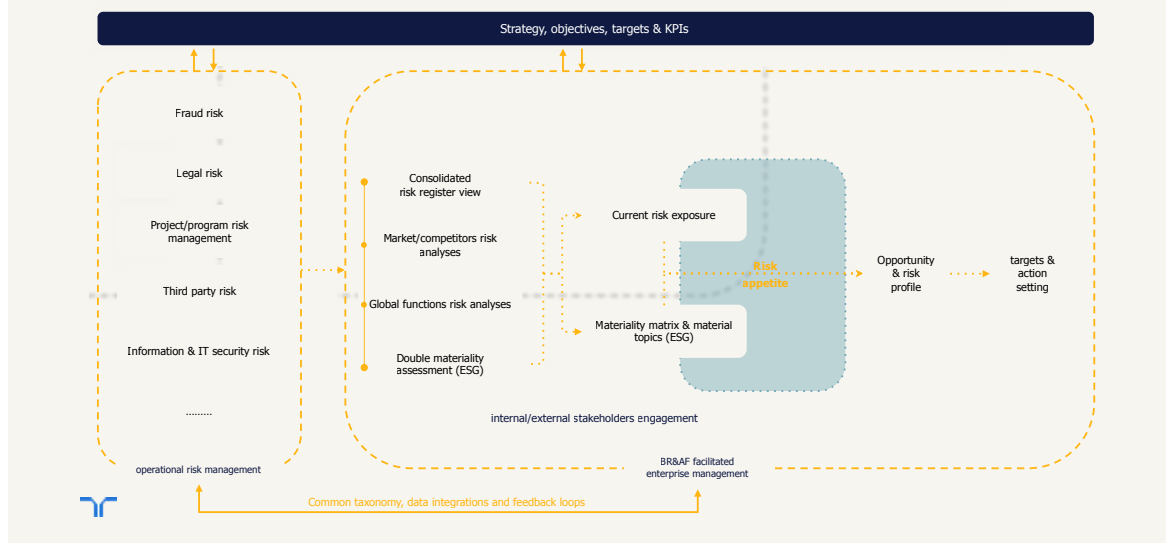 Strategy, objectives, targets & KPIs
Fraud risk
Legal risk
Project/program risk
management
Third party risk
Information & IT security risk
.........
operational risk management
Consolidated
risk register view
Market/competitors risk
analyses
Global functions risk analyses
Double materiality
assessment (ESG)
Current risk exposure
Materiality matrix & material
topics (ESG)
Risk
appetite
Opportunity
& risk
profile
targets &
action
setting
internal/external stakeholders engagement
BR&AF facilitated
enterprise management
Common taxonomy, data integrations and feedback loops